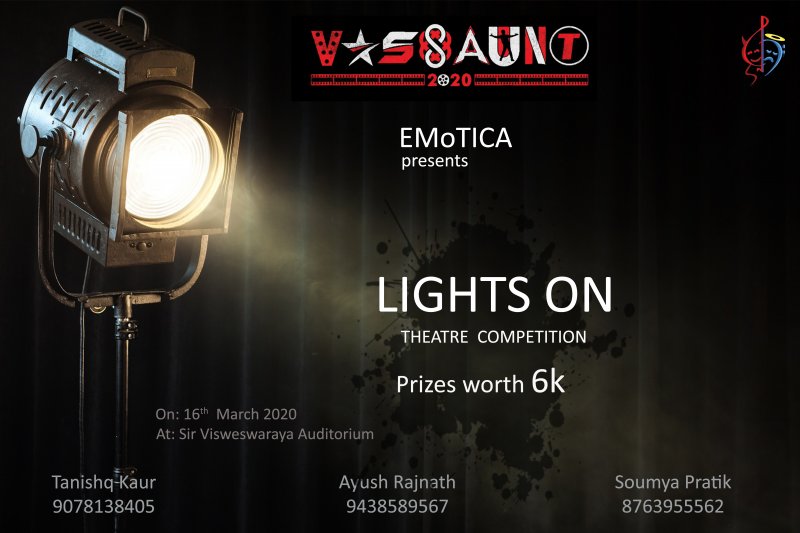 VASSAUNT
2020
EMoTICA
presents
LIGHTS ON
THEATRE COMPETITION
Prizes worth 6k
On: 16th March 2020
At: Sir Visweswaraya Auditorium
Tanishq Kaur
9078138405
Ayush Rajnath
9438589567
Soumya Pratik
8763955562